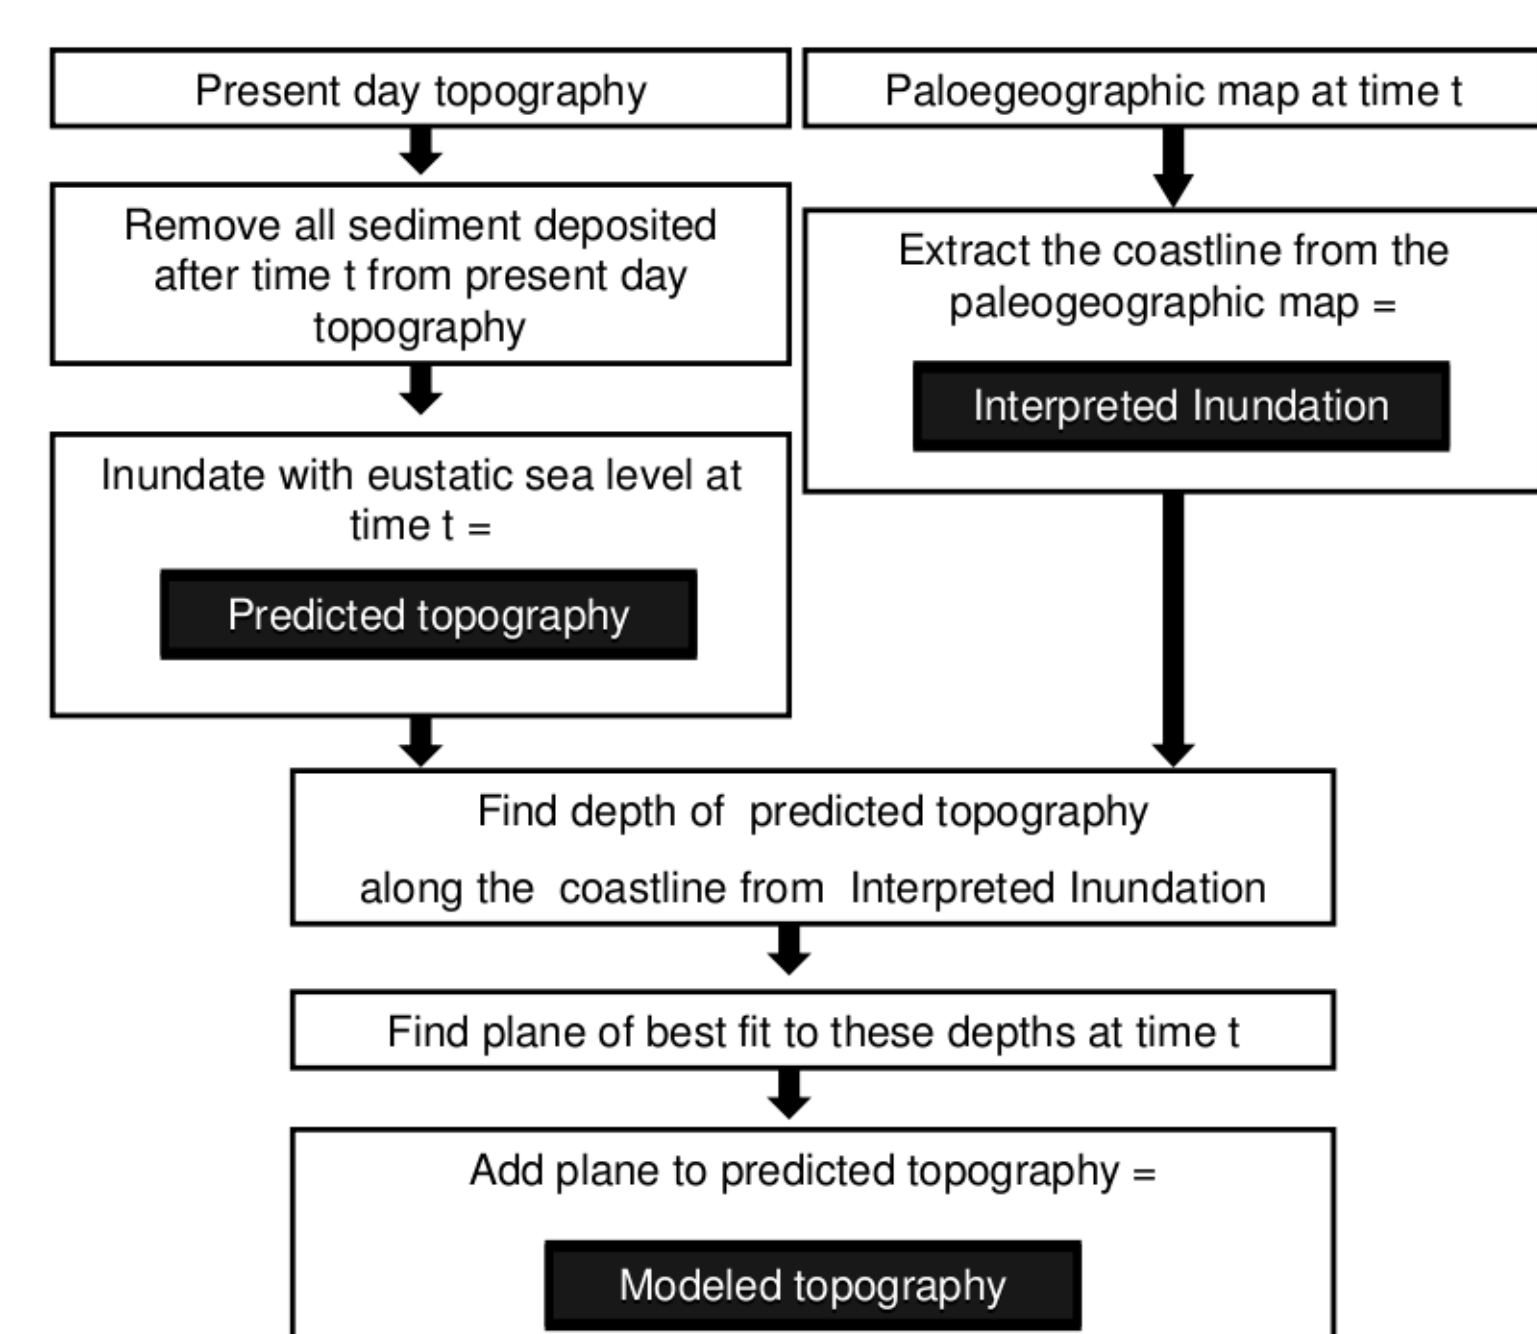 Present day topography
Remove all sediment deposited
after time t from present day
topography
Inundate with eustatic sea level at
time t =
Predicted topography
Paloegeographic map at time t
Extract the coastline from the
paleogeographic map =
Interpreted Inundation
Find depth of predicted topography
along the coastline from Interpreted Inundation
Find plane of best fit to these depths at time t
Add plane to predicted topography =
Modeled topography